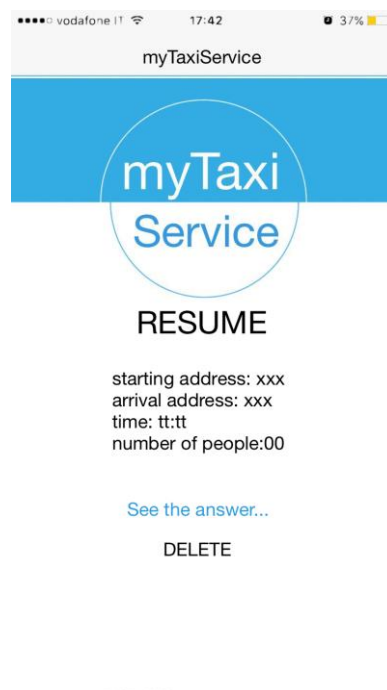 vodafone IT 17:42 37%
myTaxiService
myTaxi
Service
RESUME
starting address: xxx
arrival address: xxx
time: tt:tt
number of people:00
See the answer...
DELETE